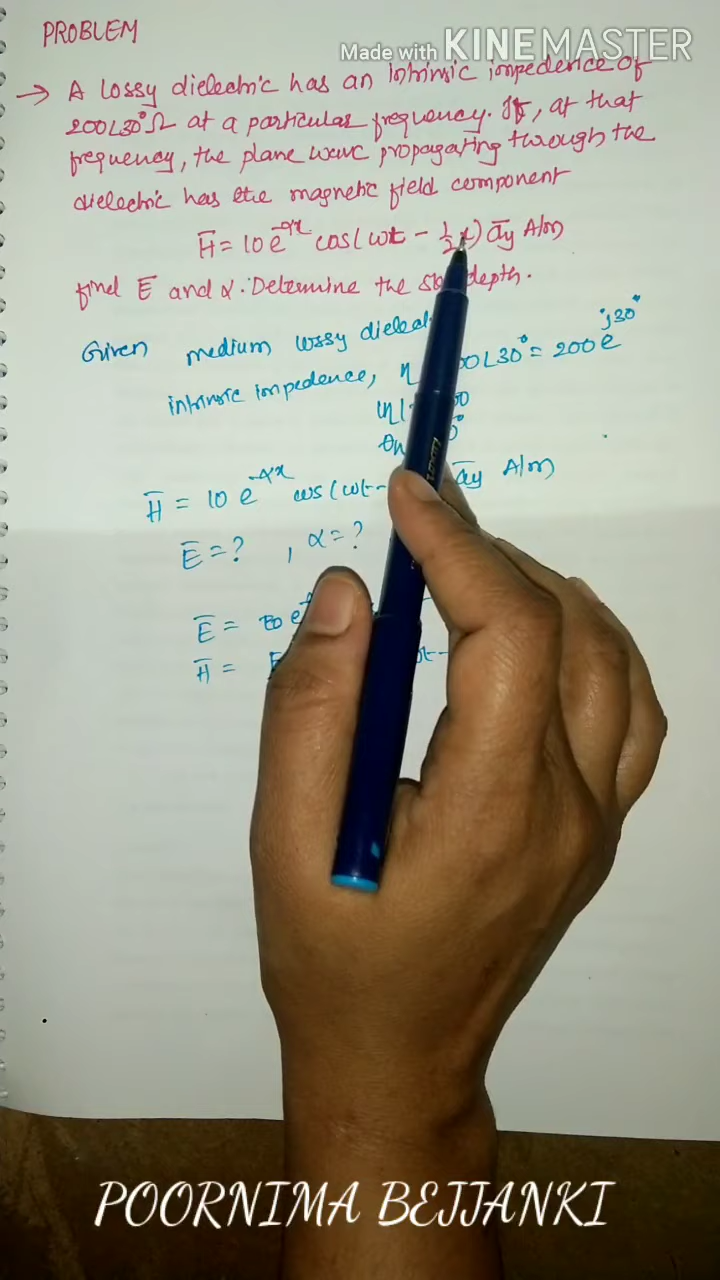 PROBLEM
Made with KINEMASTER
→ A lossy dielectric has an intrinsic impedence of
200∠30°Ω at a particular frequency. If, at that
frequency, the plane wave propagating through the
dielectric has the magnetic field component
H̄ = 10 e^-αx cos(ωt - 1/2x) āy A/m
find Ē and α. Determine the depth.
Given medium lossy
intrinsic impedence, η ∠30° = 200 e^j30°
H̄ = 10 e^-αx cos(ωt- āy A/m
Ē = ? , α = ?
Ē =
H̄ =
POORNIMA BEJJANKI